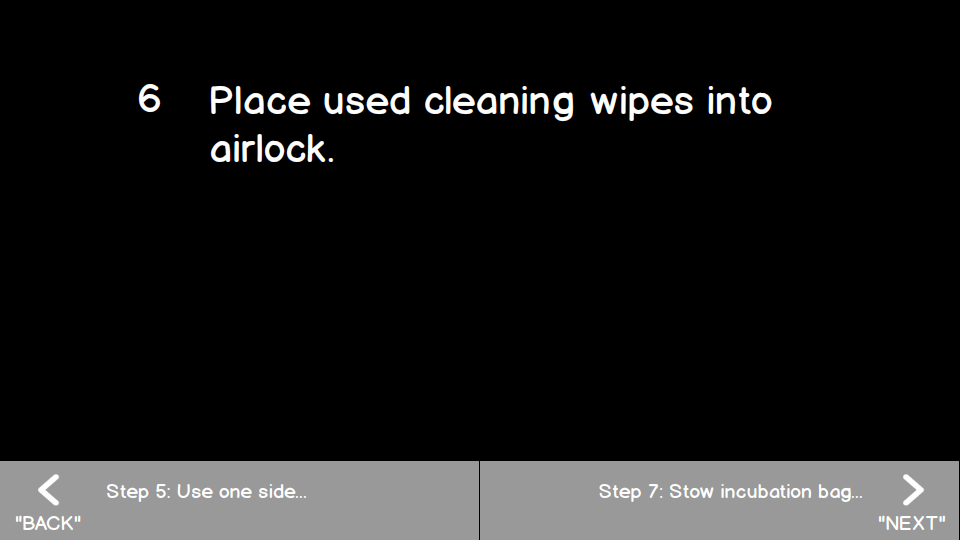 6 Place used cleaning wipes into
airlock.
Step 5: Use one side...
"BACK"
Step 7: Stow incubation bag...
"NEXT"